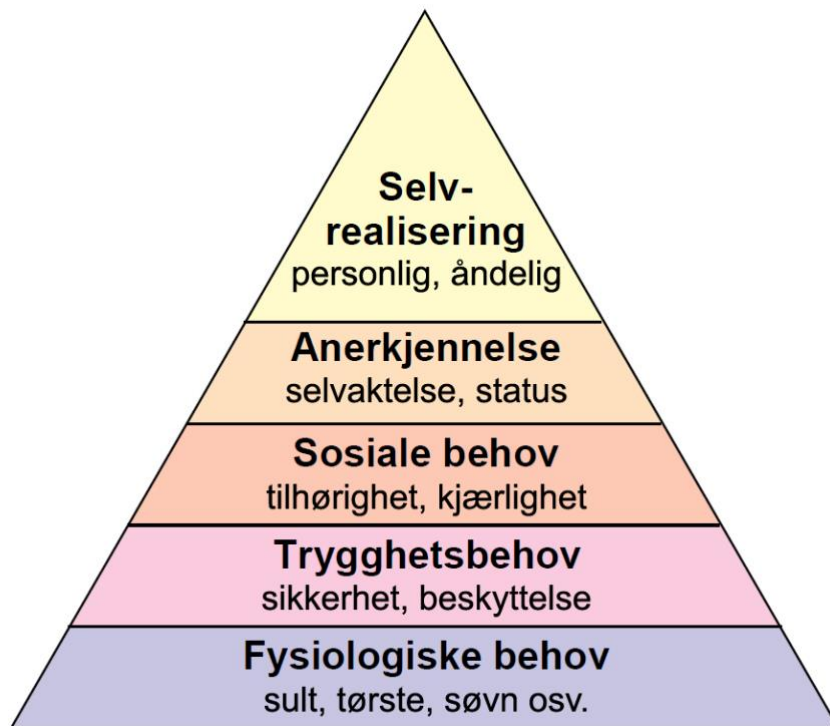 Selv-
realisering
personlig, åndelig
Anerkjennelse
selvaktelse, status
Sosiale behov
tilhørighet, kjærlighet
Trygghetsbehov
sikkerhet, beskyttelse
Fysiologiske behov
sult, tørste, søvn osv.